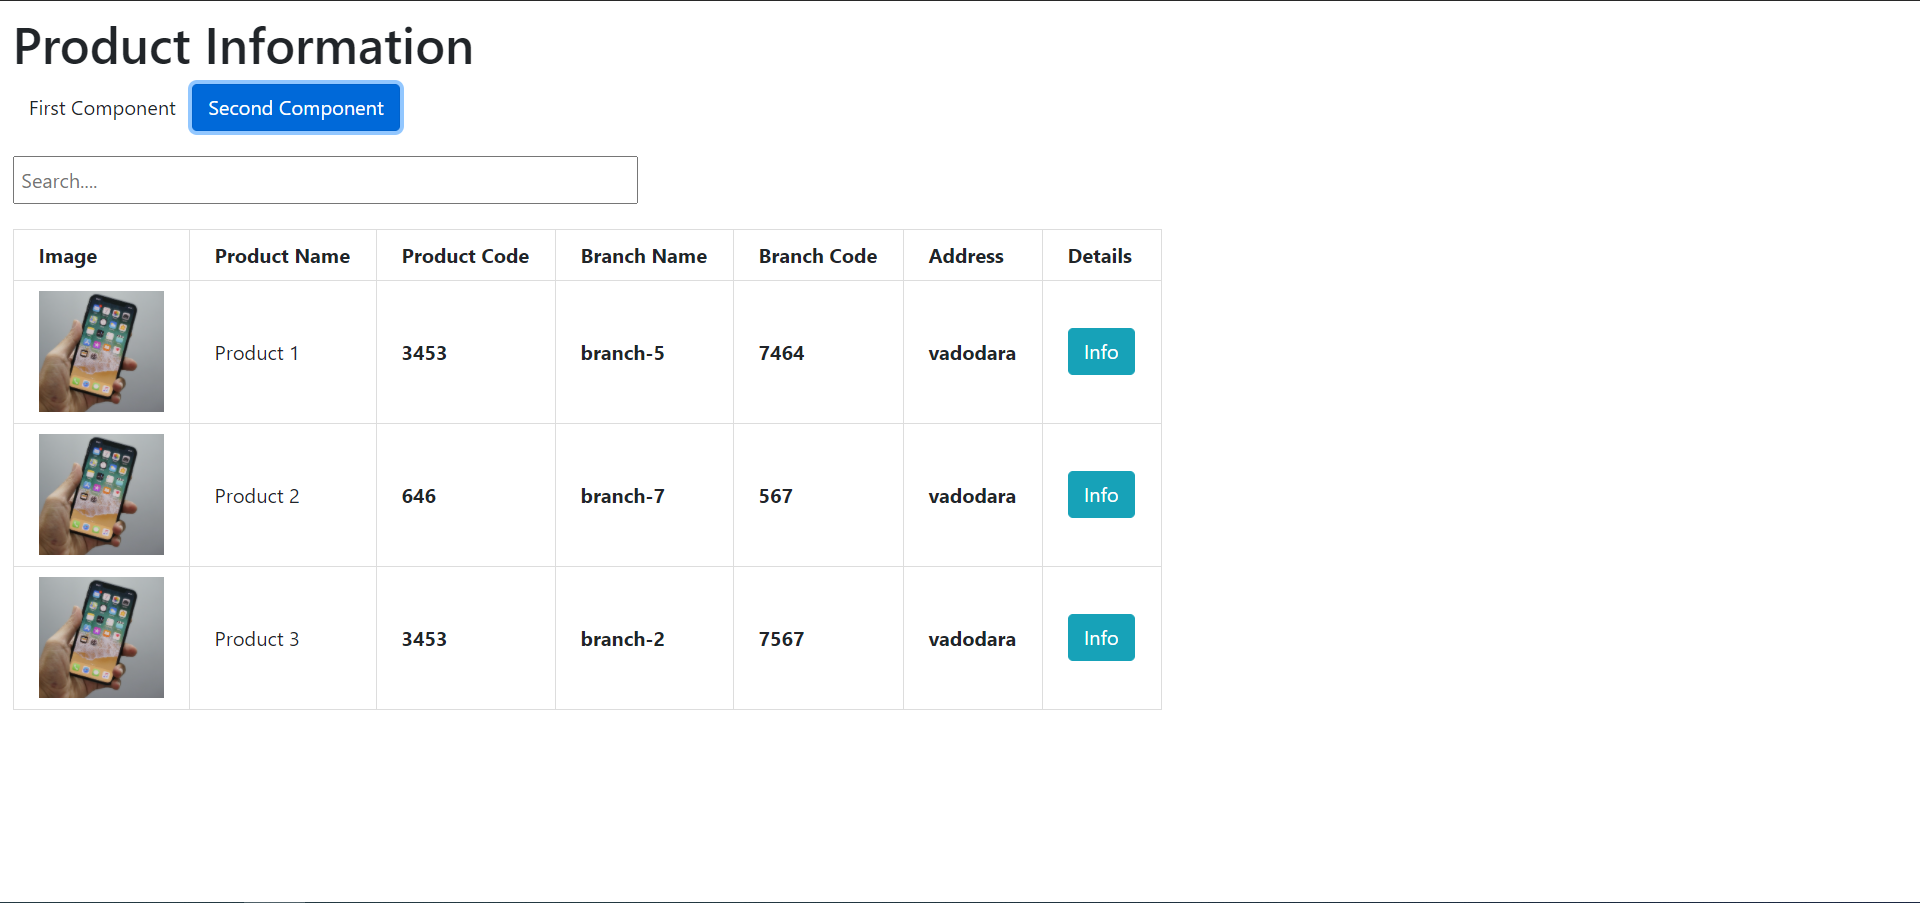 Product Information
First Component Second Component
Search....
Image Product Name Product Code Branch Name Branch Code Address Details
Product 1 3453 branch-5 7464 vadodara Info
Product 2 646 branch-7 567 vadodara Info
Product 3 3453 branch-2 7567 vadodara Info